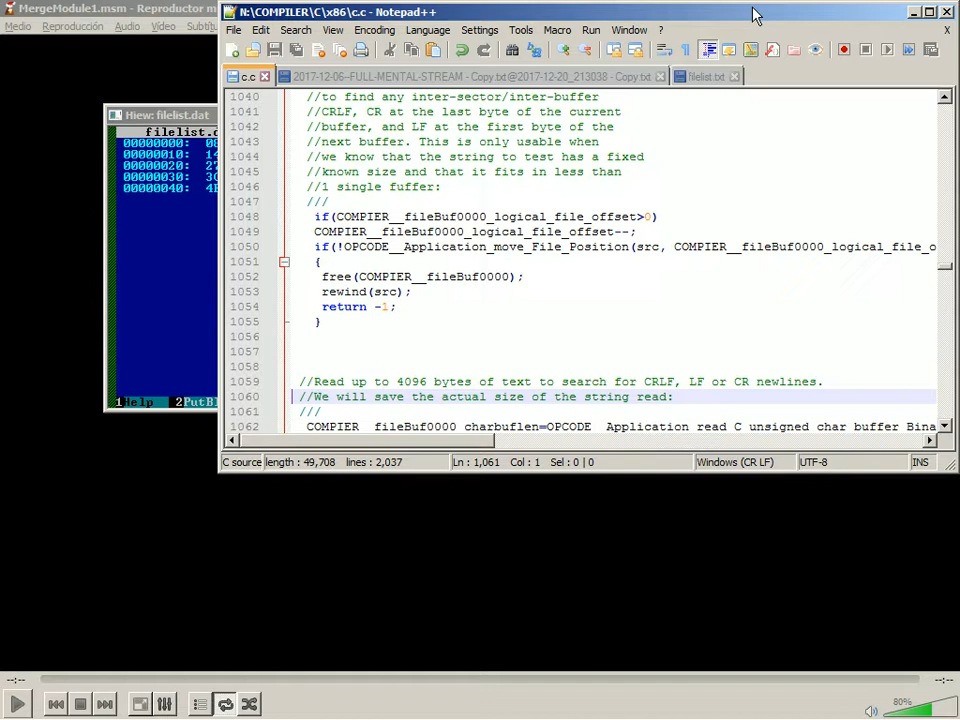 MergeModule1.msm - Reproductor m
Medio Reproducción Audio Vídeo Subtít
N:\COMPILER\C\x86\c.c - Notepad++
File Edit Search View Encoding Language Settings Tools Macro Run Window ? X
c.c 2017-12-06--FULL-MENTAL-STREAM - Copy.txt@2017-12-20_213038 - Copy.txt filelist.txt
Hiew: filelist.dat
filelist.d
00000000: 08
00000010: 14
00000020: 27
00000030: 3C
00000040: 4E
1Help 2PutBl
1040 //to find any inter-sector/inter-buffer
1041 //CRLF, CR at the last byte of the current
1042 //buffer, and LF at the first byte of the
1043 //next buffer. This is only usable when
1044 //we know that the string to test has a fixed
1045 //known size and that it fits in less than
1046 //1 single fuffer:
1047 ///
1048 if(COMPIER__fileBuf0000_logical_file_offset>0)
1049 COMPIER__fileBuf0000_logical_file_offset--;
1050 if(!OPCODE__Application_move_File_Position(src, COMPIER__fileBuf0000_logical_file_o
1051 {
1052 free(COMPIER__fileBuf0000);
1053 rewind(src);
1054 return -1;
1055 }
1056
1057
1058
1059 //Read up to 4096 bytes of text to search for CRLF, LF or CR newlines.
1060 //We will save the actual size of the string read:
1061 ///
1062 COMPIER__fileBuf0000_charbuflen=OPCODE__Application_read_C_unsigned_char_buffer_Bina
C source length : 49,708 lines : 2,037 Ln : 1,061 Col : 1 Sel : 0 | 0 Windows (CR LF) UTF-8 INS
--:-- --:--
80%